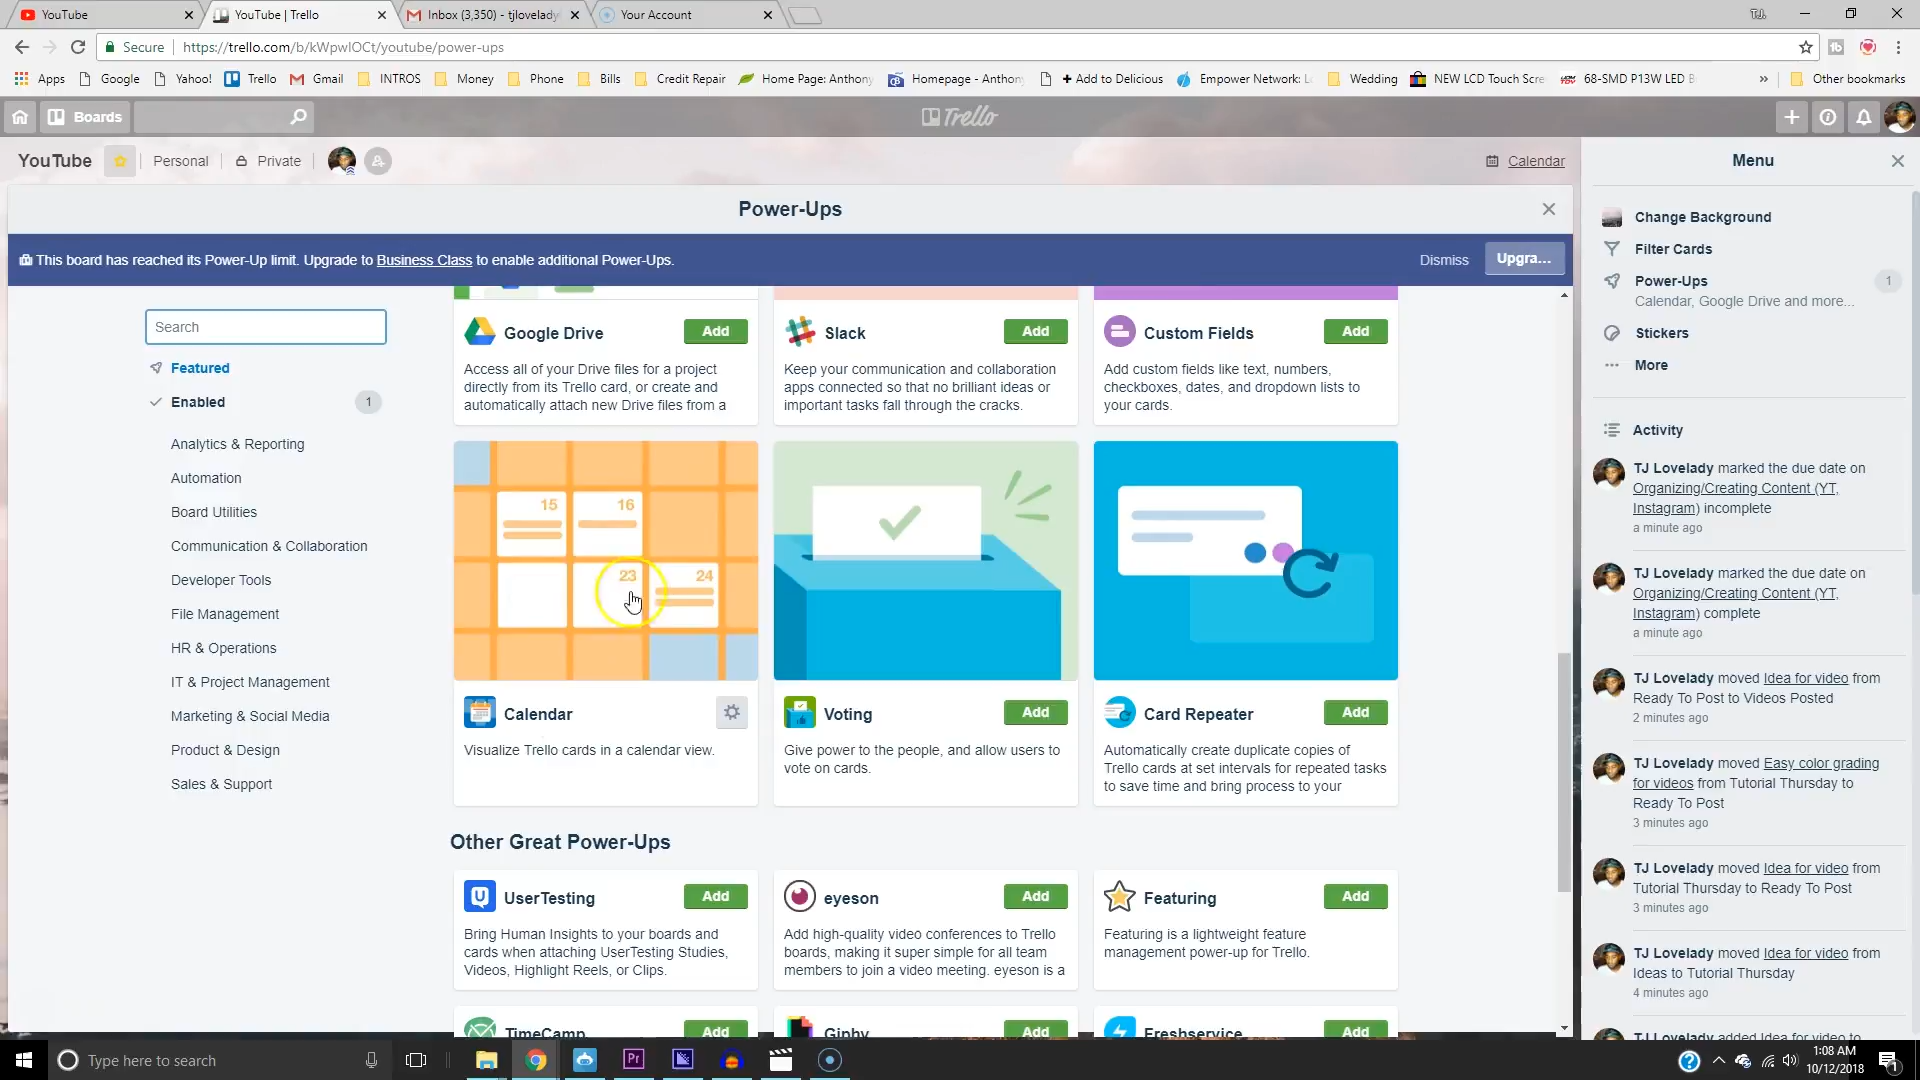 YouTube
YouTube | Trello
Inbox (3,350) - tjlovelady
Your Account
TJ.
Secure
https://trello.com/b/kWpwlOCt/youtube/power-ups
Apps
Google
Yahoo!
Trello
Gmail
INTROS
Money
Phone
Bills
Credit Repair
Home Page: Anthony
Homepage - Anthony
+ Add to Delicious
Empower Network:
Wedding
NEW LCD Touch Scre
68-SMD P13W LED
»
Other bookmarks
Boards
Trello
YouTube
Personal
Private
Calendar
Power-Ups
This board has reached its Power-Up limit. Upgrade to Business Class to enable additional Power-Ups.
Dismiss
Upgra...
Search
Featured
Enabled
1
Analytics & Reporting
Automation
Board Utilities
Communication & Collaboration
Developer Tools
File Management
HR & Operations
IT & Project Management
Marketing & Social Media
Product & Design
Sales & Support
Google Drive
Add
Access all of your Drive files for a project
directly from its Trello card, or create and
automatically attach new Drive files from a
Slack
Add
Keep your communication and collaboration
apps connected so that no brilliant ideas or
important tasks fall through the cracks.
Custom Fields
Add
Add custom fields like text, numbers,
checkboxes, dates, and dropdown lists to
your cards.
15
16
23
24
Calendar
Visualize Trello cards in a calendar view.
Voting
Add
Give power to the people, and allow users to
vote on cards.
Card Repeater
Add
Automatically create duplicate copies of
Trello cards at set intervals for repeated tasks
to save time and bring process to your
Other Great Power-Ups
UserTesting
Add
Bring Human Insights to your boards and
cards when attaching UserTesting Studies,
Videos, Highlight Reels, or Clips.
eyeson
Add
Add high-quality video conferences to Trello
boards, making it super simple for all team
members to join a video meeting. eyeson is a
Featuring
Add
Featuring is a lightweight feature
management power-up for Trello.
TimeCamp
Add
Giphy
Add
Freshservice
Add
Menu
Change Background
Filter Cards
Power-Ups
1
Calendar, Google Drive and more...
Stickers
More
Activity
TJ Lovelady marked the due date on
Organizing/Creating Content (YT,
Instagram) incomplete
a minute ago
TJ Lovelady marked the due date on
Organizing/Creating Content (YT,
Instagram) complete
a minute ago
TJ Lovelady moved Idea for video from
Ready To Post to Videos Posted
2 minutes ago
TJ Lovelady moved Easy color grading
for videos from Tutorial Thursday to
Ready To Post
3 minutes ago
TJ Lovelady moved Idea for video from
Tutorial Thursday to Ready To Post
3 minutes ago
TJ Lovelady moved Idea for video from
Ideas to Tutorial Thursday
4 minutes ago
TJ Lovelady added Idea for video to
Type here to search
Pr
1:08 AM
10/12/2018
1